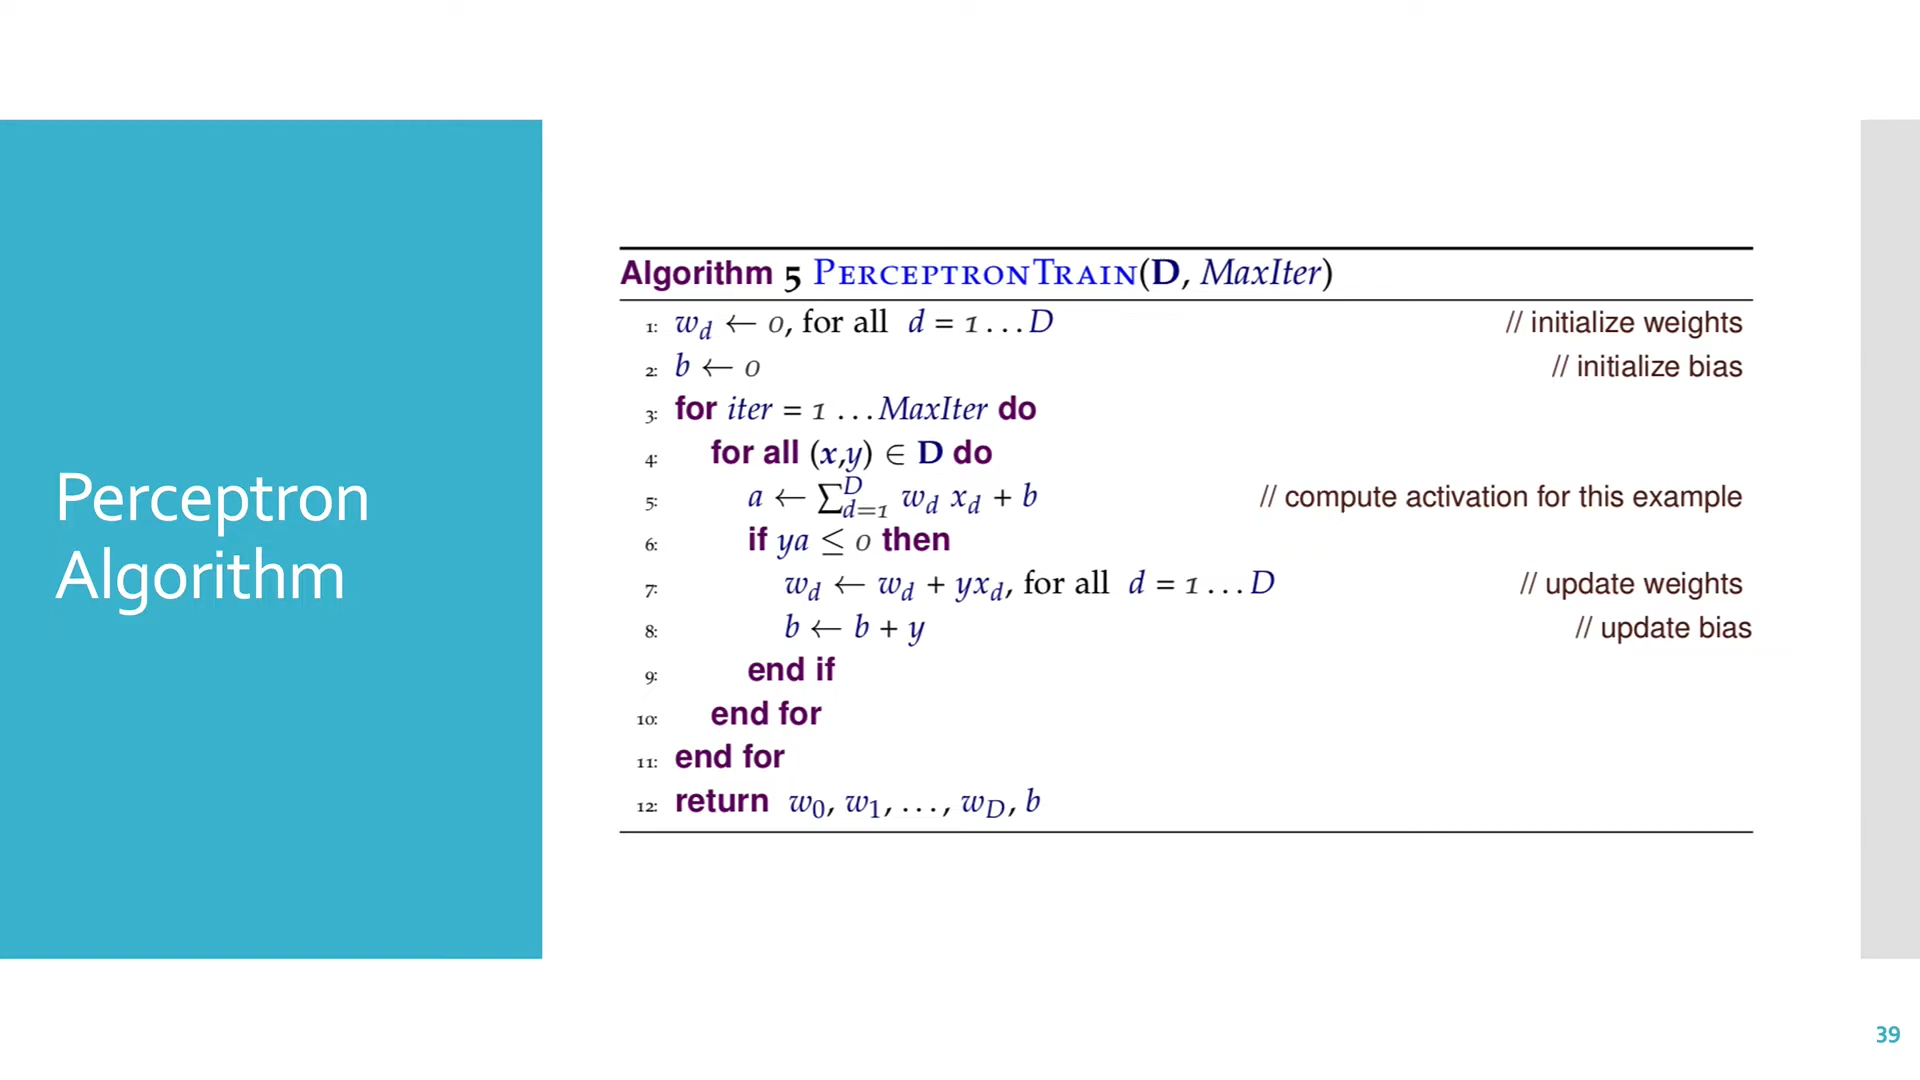 Perceptron
Algorithm
Algorithm 5 PERCEPTRONTRAIN(D, MaxIter)
1: w_d ← 0, for all d = 1 ... D // initialize weights
2: b ← 0 // initialize bias
3: for iter = 1 ... MaxIter do
4: for all (x,y) ∈ D do
5: a ← ∑_{d=1}^{D} w_d x_d + b // compute activation for this example
6: if ya ≤ 0 then
7: w_d ← w_d + yx_d, for all d = 1 ... D // update weights
8: b ← b + y // update bias
9: end if
10: end for
11: end for
12: return w_0, w_1, ..., w_D, b
39